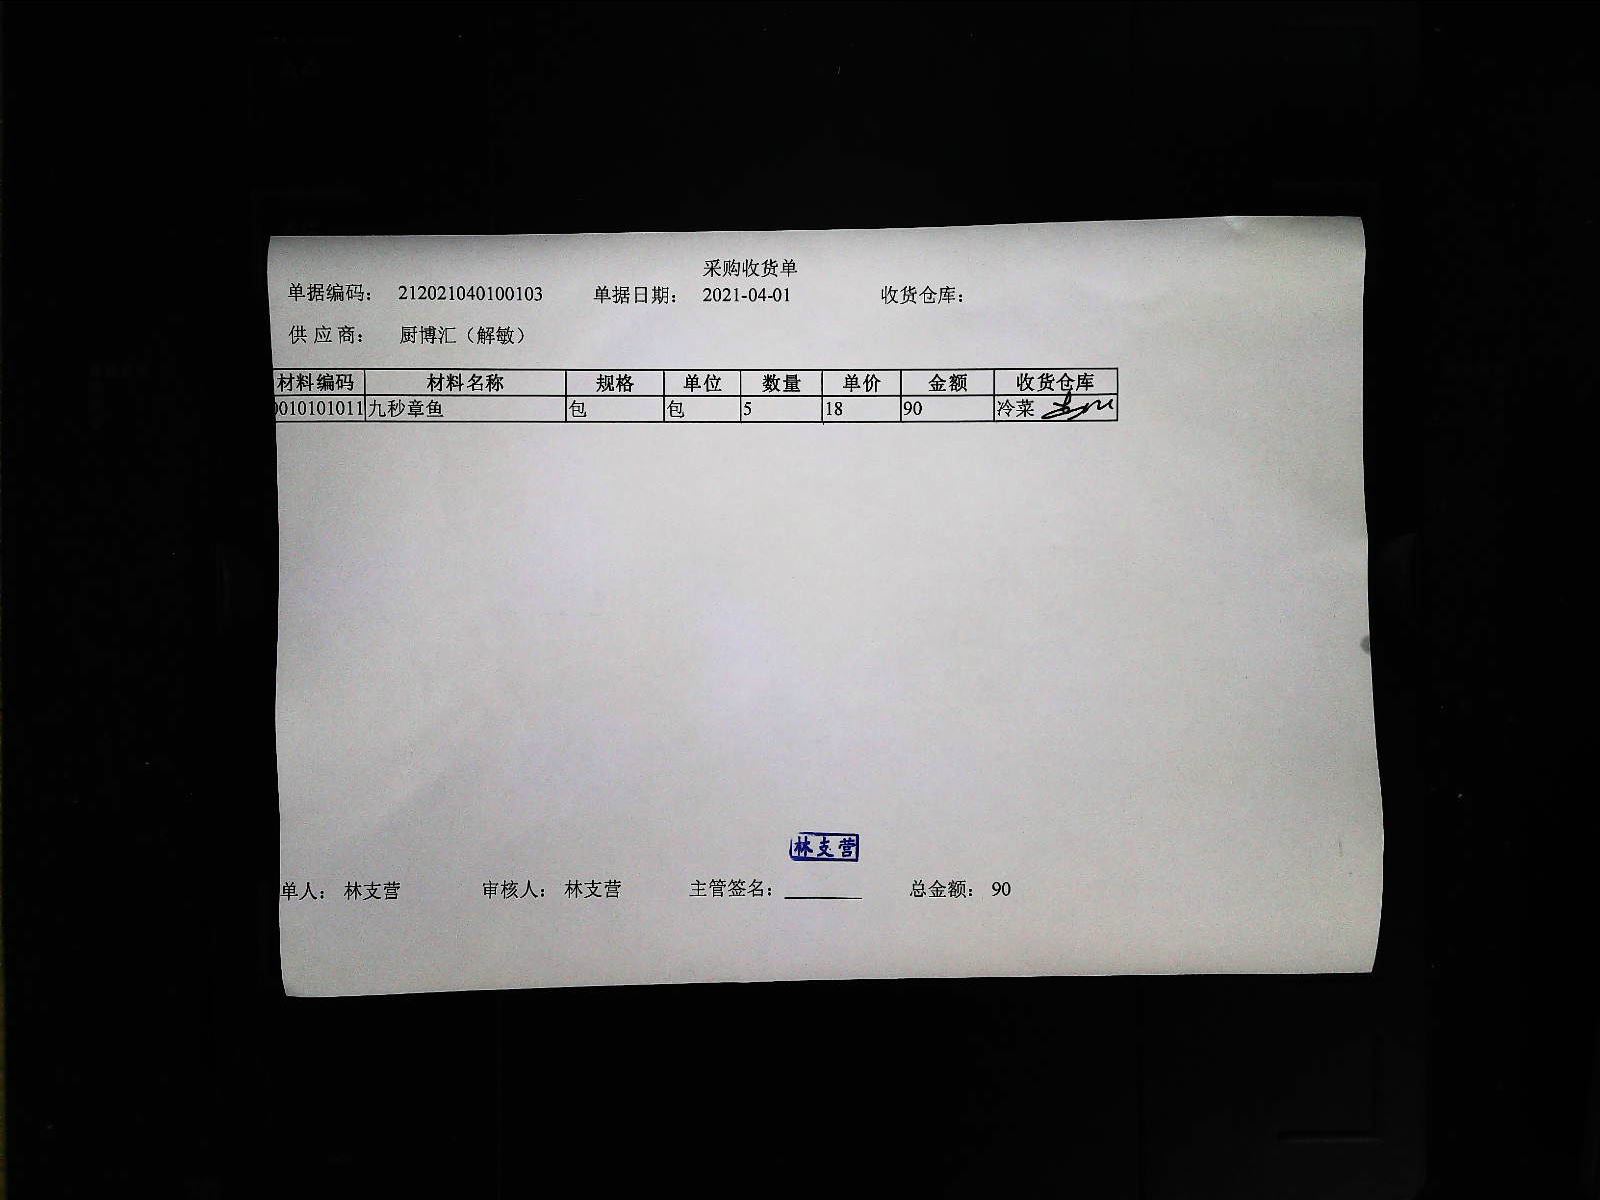 采购收货单
单据编码： 212021040100103 单据日期： 2021-04-01 收货仓库：
供 应 商： 厨博汇（解敏）
材料编码 材料名称 规格 单位 数量 单价 金额 收货仓库
010101011 九秒章鱼 包 包 5 18 90 冷菜
林支营
单人： 林支营 审核人： 林支营 主管签名： 总金额： 90